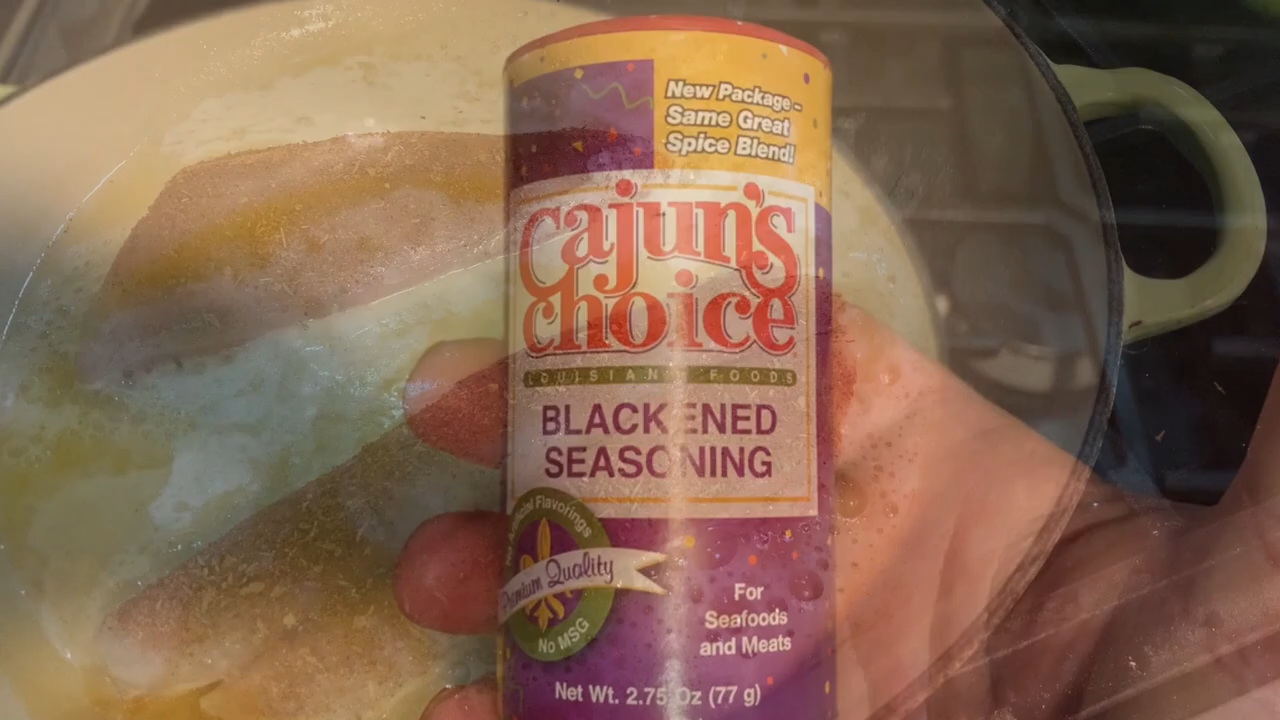 New Package -
Same Great
Spice Blend!
Cajun's
choice
LOUISIANA FOODS
BLACKENED
SEASONING
Flavorings
Premium Quality
No MSG
For
Seafoods
and Meats
Net Wt. 2.75 Oz (77 g)